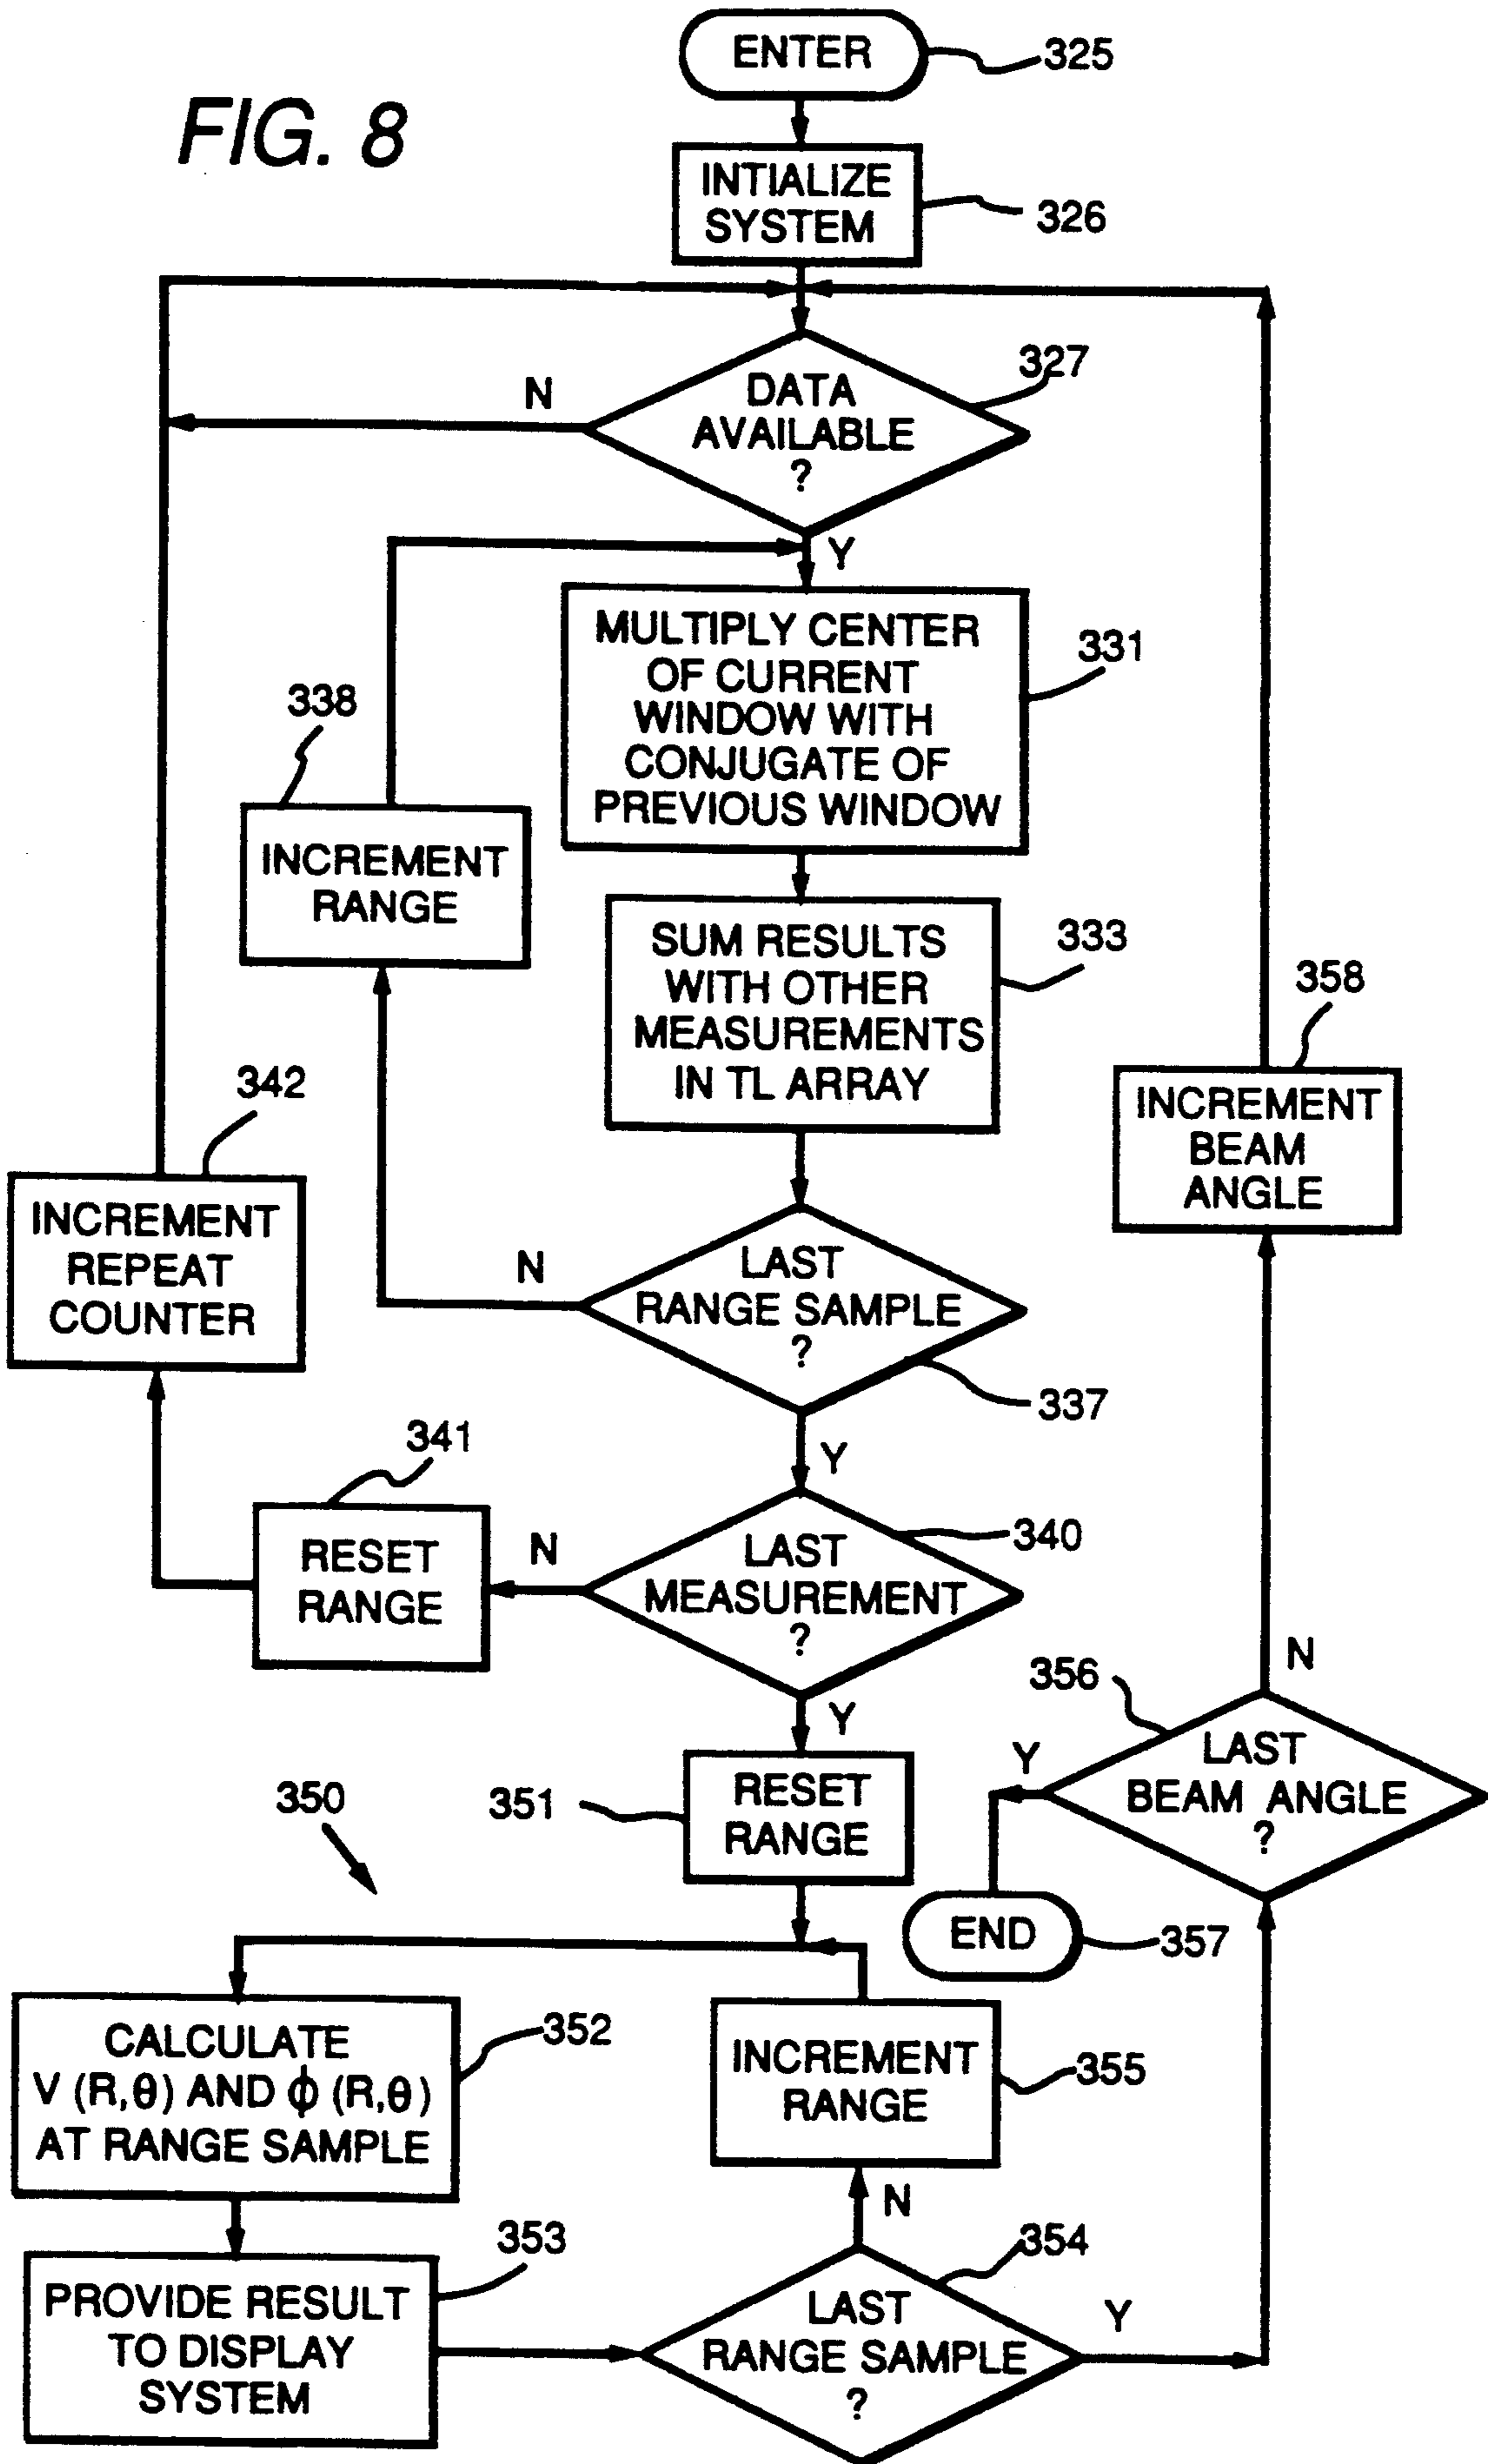 FIG. 8
ENTER
325
INTIALIZE
SYSTEM
326
DATA
AVAILABLE
?
327
N
Y
MULTIPLY CENTER
OF CURRENT
WINDOW WITH
CONJUGATE OF
PREVIOUS WINDOW
331
338
INCREMENT
RANGE
SUM RESULTS
WITH OTHER
MEASUREMENTS
IN TL ARRAY
333
358
INCREMENT
BEAM
ANGLE
342
INCREMENT
REPEAT
COUNTER
N
LAST
RANGE SAMPLE
?
337
Y
341
RESET
RANGE
N
LAST
MEASUREMENT
?
340
Y
356
N
LAST
BEAM ANGLE
?
Y
350
351
RESET
RANGE
END
357
CALCULATE
V (R,θ) AND ϕ (R,θ)
AT RANGE SAMPLE
352
INCREMENT
RANGE
355
N
353
PROVIDE RESULT
TO DISPLAY
SYSTEM
LAST
RANGE SAMPLE
?
354
Y